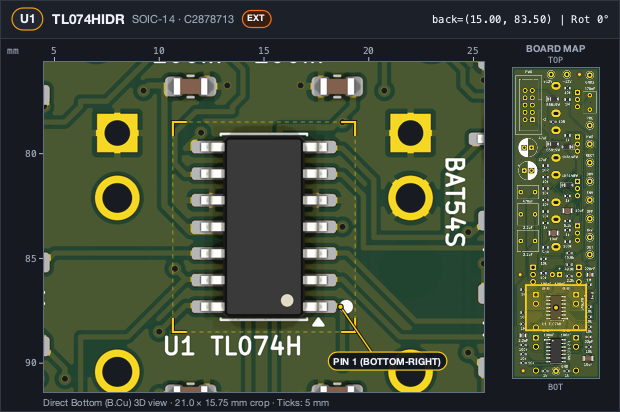 U1 TL074HIDR SOIC-14 · C2878713 EXT back=(15.00, 83.50) | Rot 0°
mm 5 10 15 20 25
BOARD MAP
TOP
80
BAT54S
85
U1 TL074H
PIN 1 (BOTTOM-RIGHT)
90
BOT
Direct Bottom (B.Cu) 3D view · 21.0 × 15.75 mm crop · Ticks: 5 mm